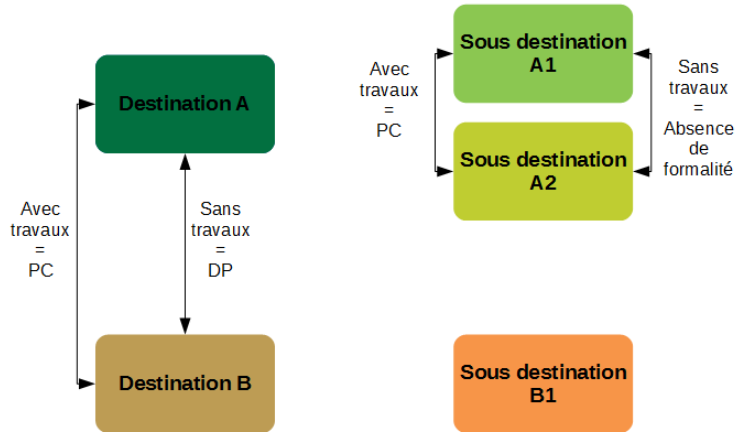 Destination A
Avec
travaux
=
PC
Sans
travaux
=
DP
Destination B
Sous destination
A1
Avec
travaux
=
PC
Sans
travaux
=
Absence
de
formalité
Sous destination
A2
Sous destination
B1